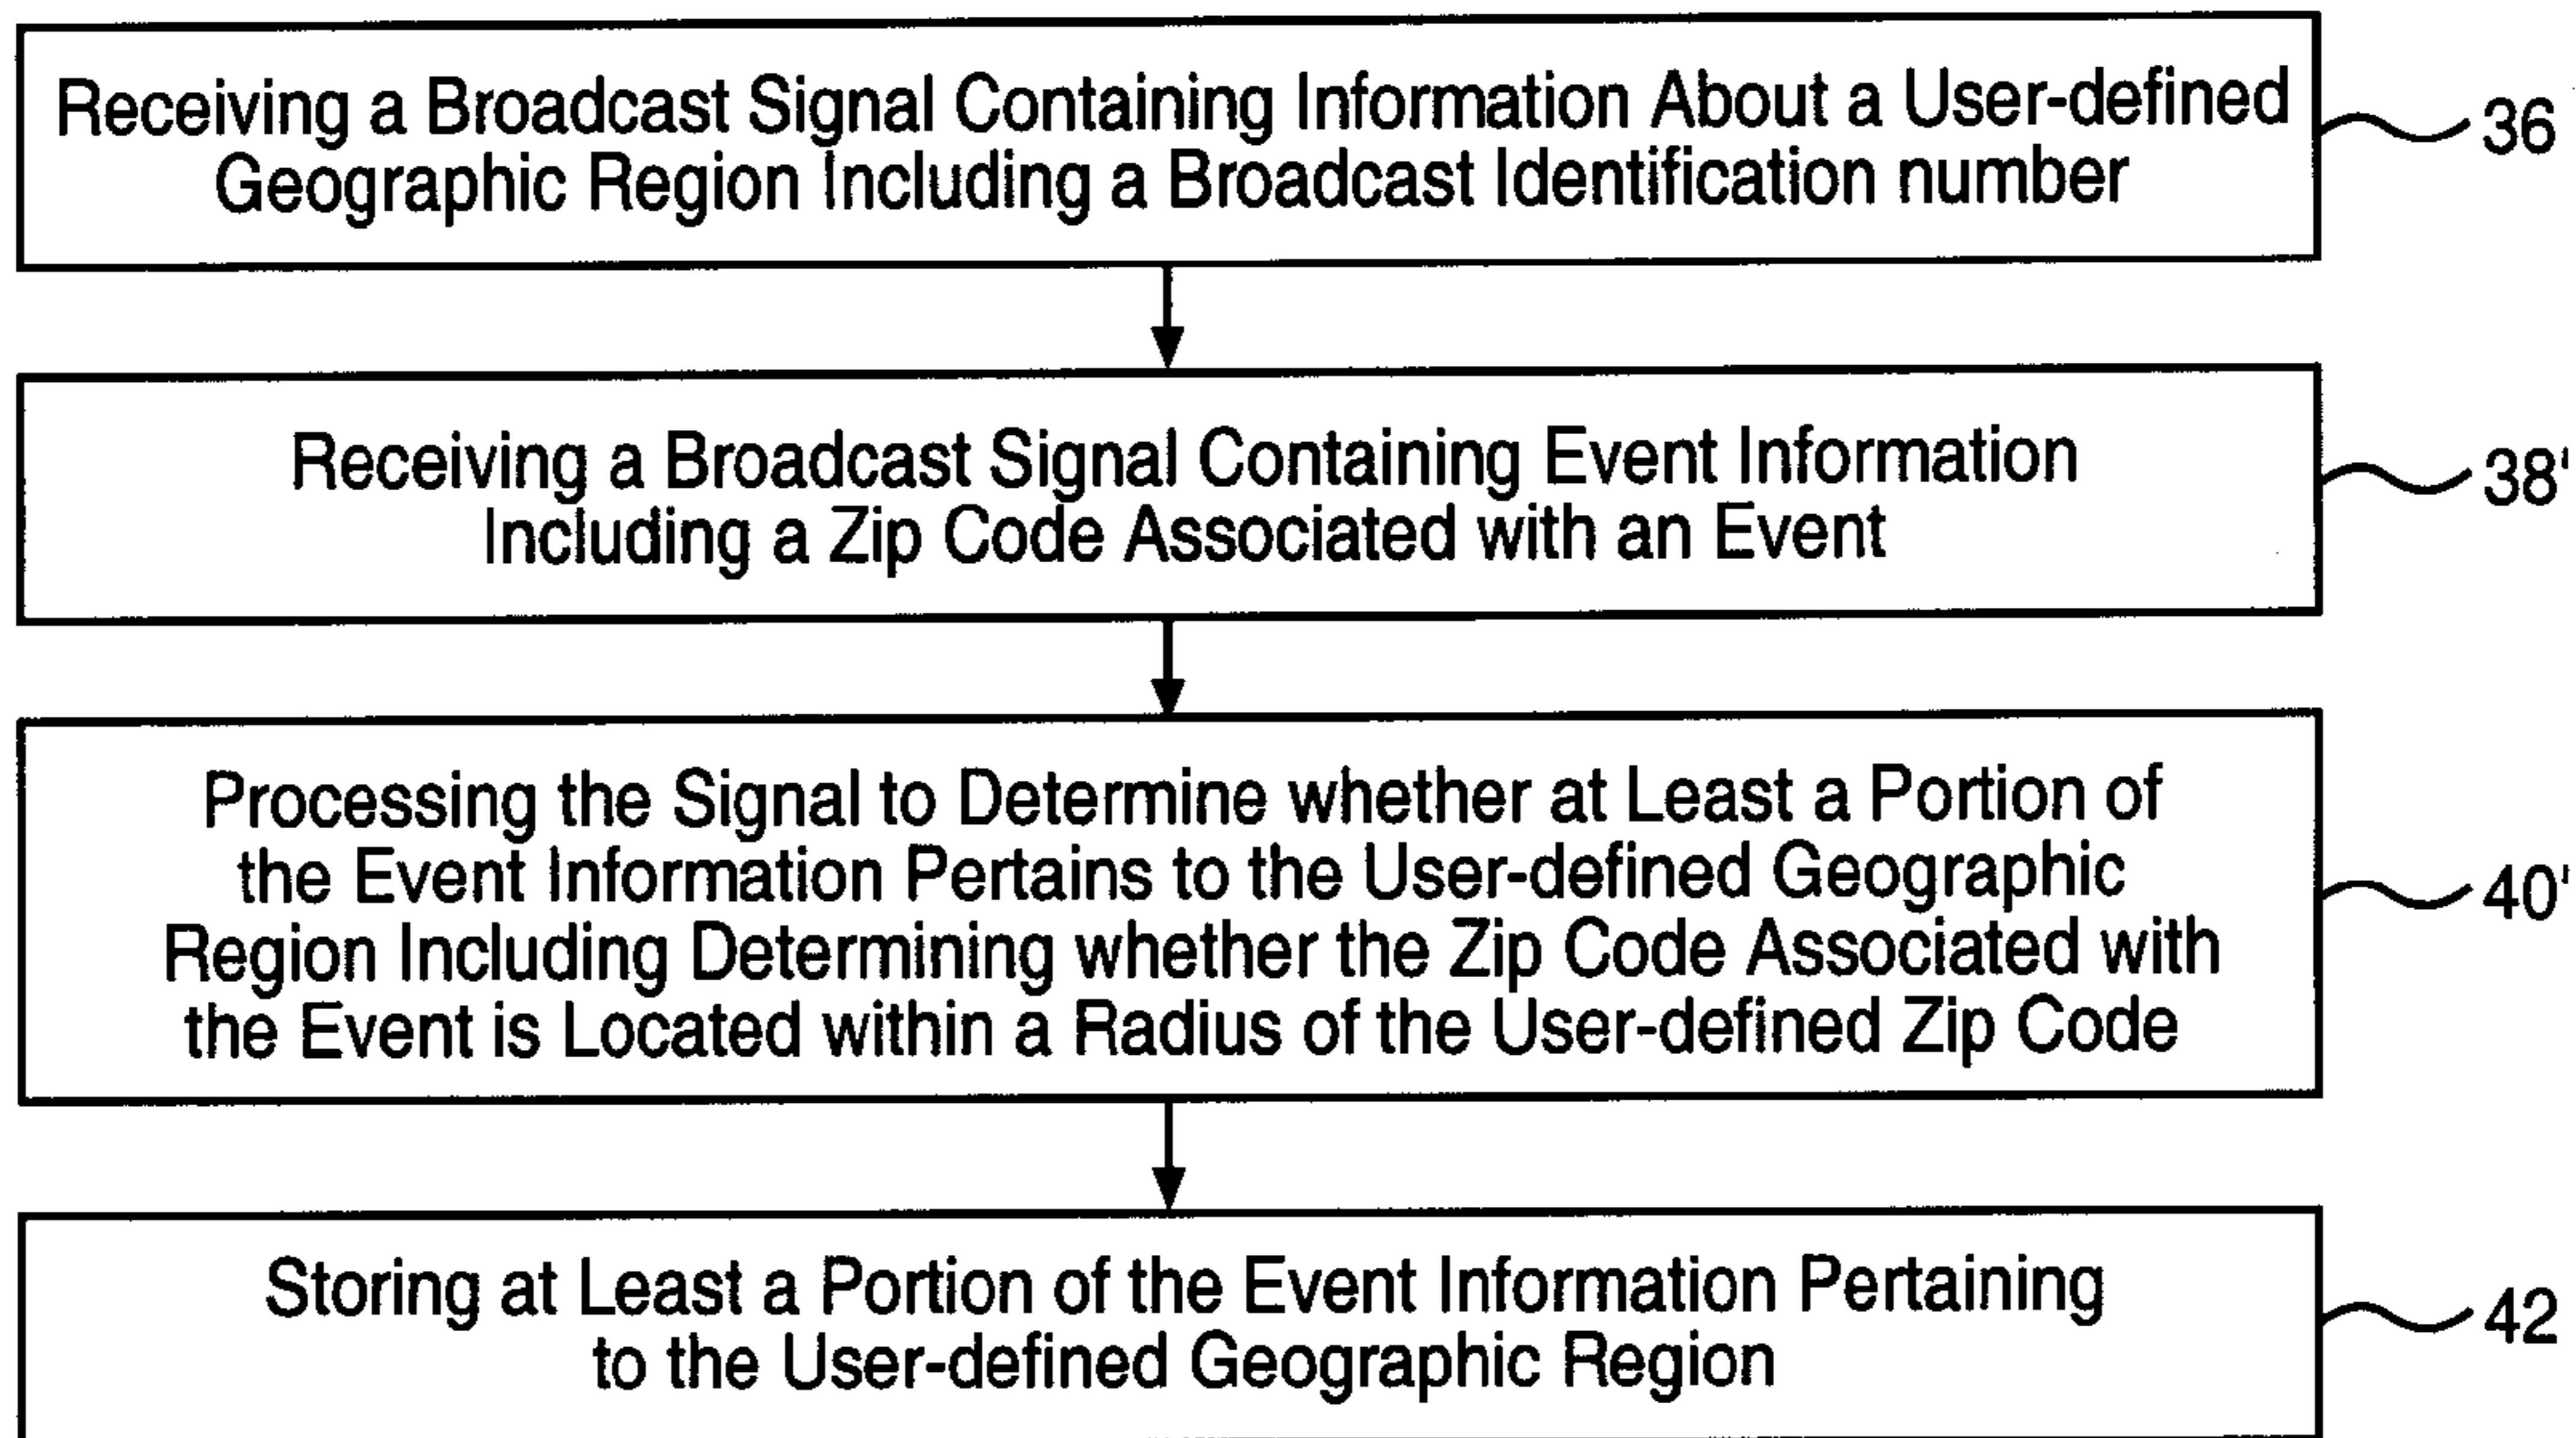 Receiving a Broadcast Signal Containing Information About a User-defined
Geographic Region Including a Broadcast Identification number
36
Receiving a Broadcast Signal Containing Event Information
Including a Zip Code Associated with an Event
38'
Processing the Signal to Determine whether at Least a Portion of
the Event Information Pertains to the User-defined Geographic
Region Including Determining whether the Zip Code Associated with
the Event is Located within a Radius of the User-defined Zip Code
40'
Storing at Least a Portion of the Event Information Pertaining
to the User-defined Geographic Region
42